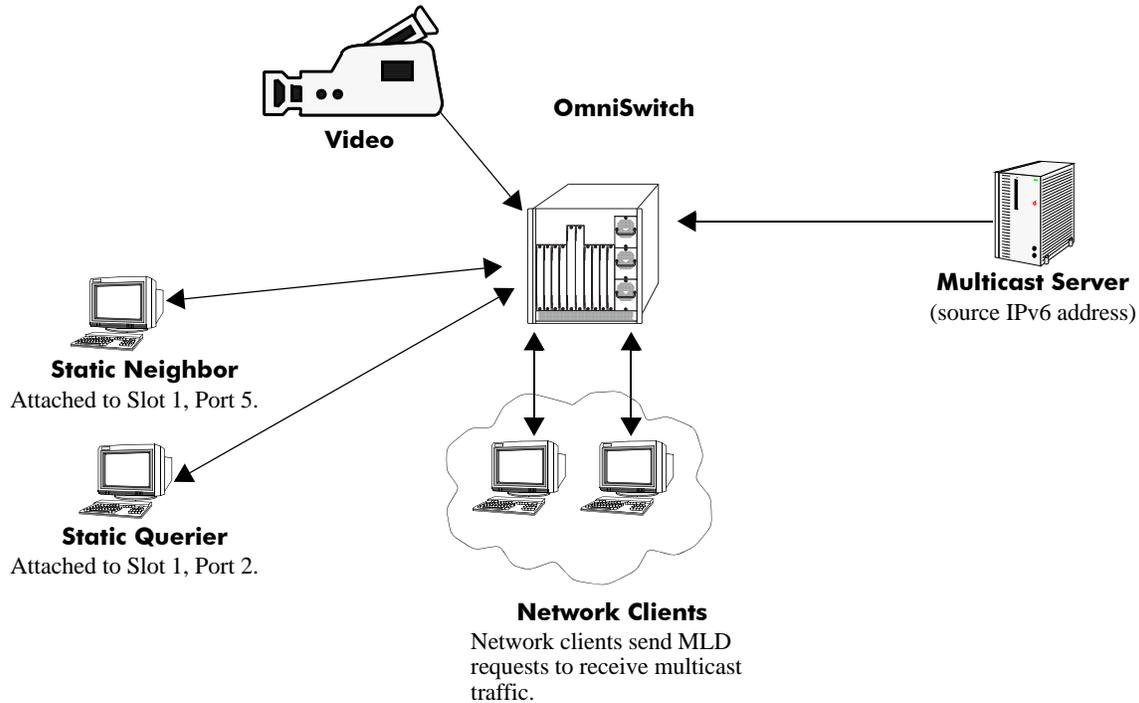 OmniSwitch
Video
Multicast Server
(source IPv6 address)
Static Neighbor
Attached to Slot 1, Port 5.
Static Querier
Attached to Slot 1, Port 2.
Network Clients
Network clients send MLD
requests to receive multicast
traffic.